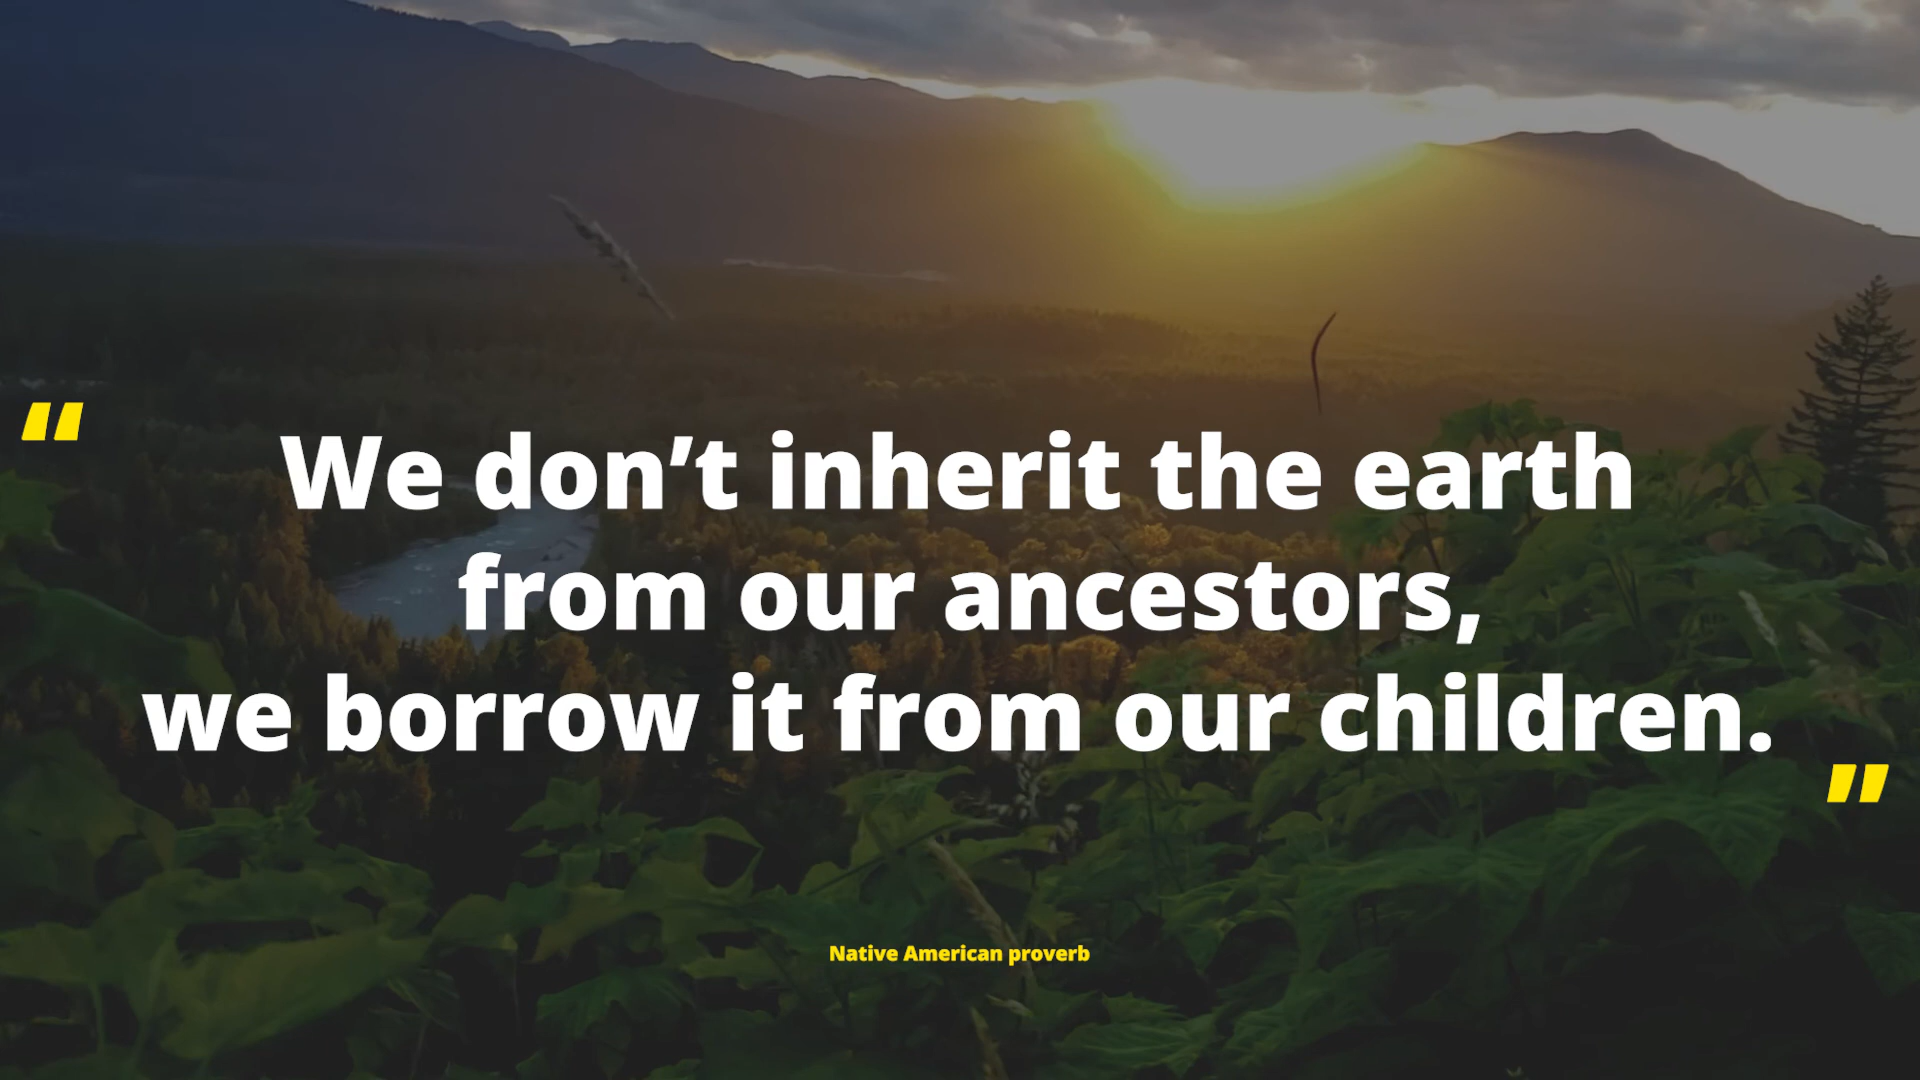 “
We don’t inherit the earth
from our ancestors,
we borrow it from our children.
”
Native American proverb